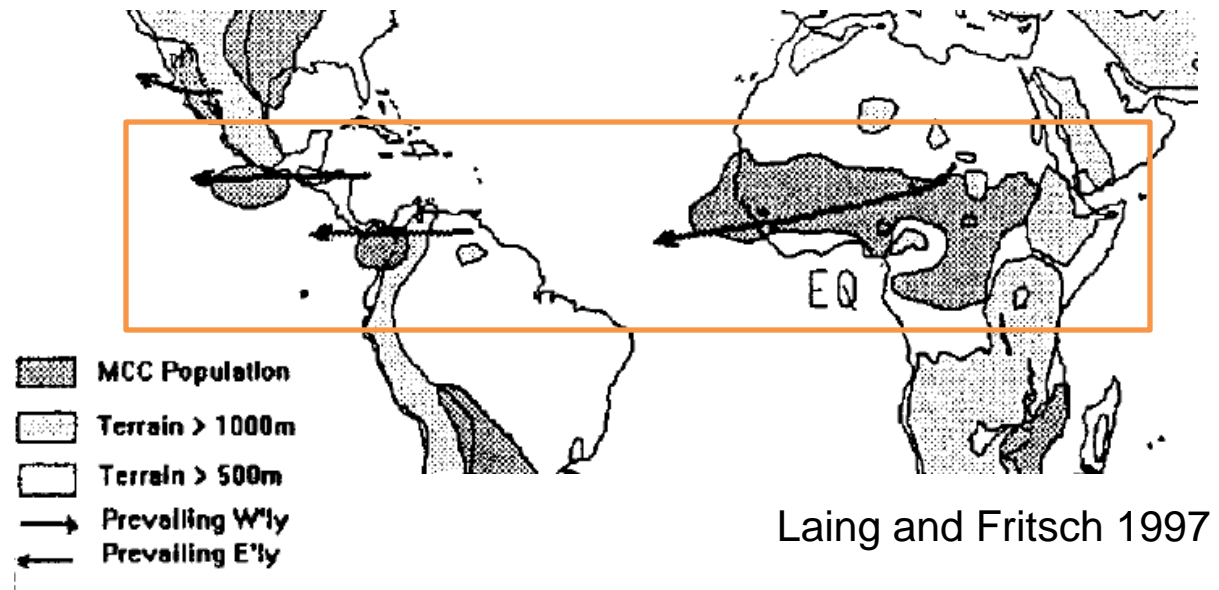 EQ
MCC Population
Terrain > 1000m
Terrain > 500m
Prevailing W'ly
Prevailing E'ly
Laing and Fritsch 1997